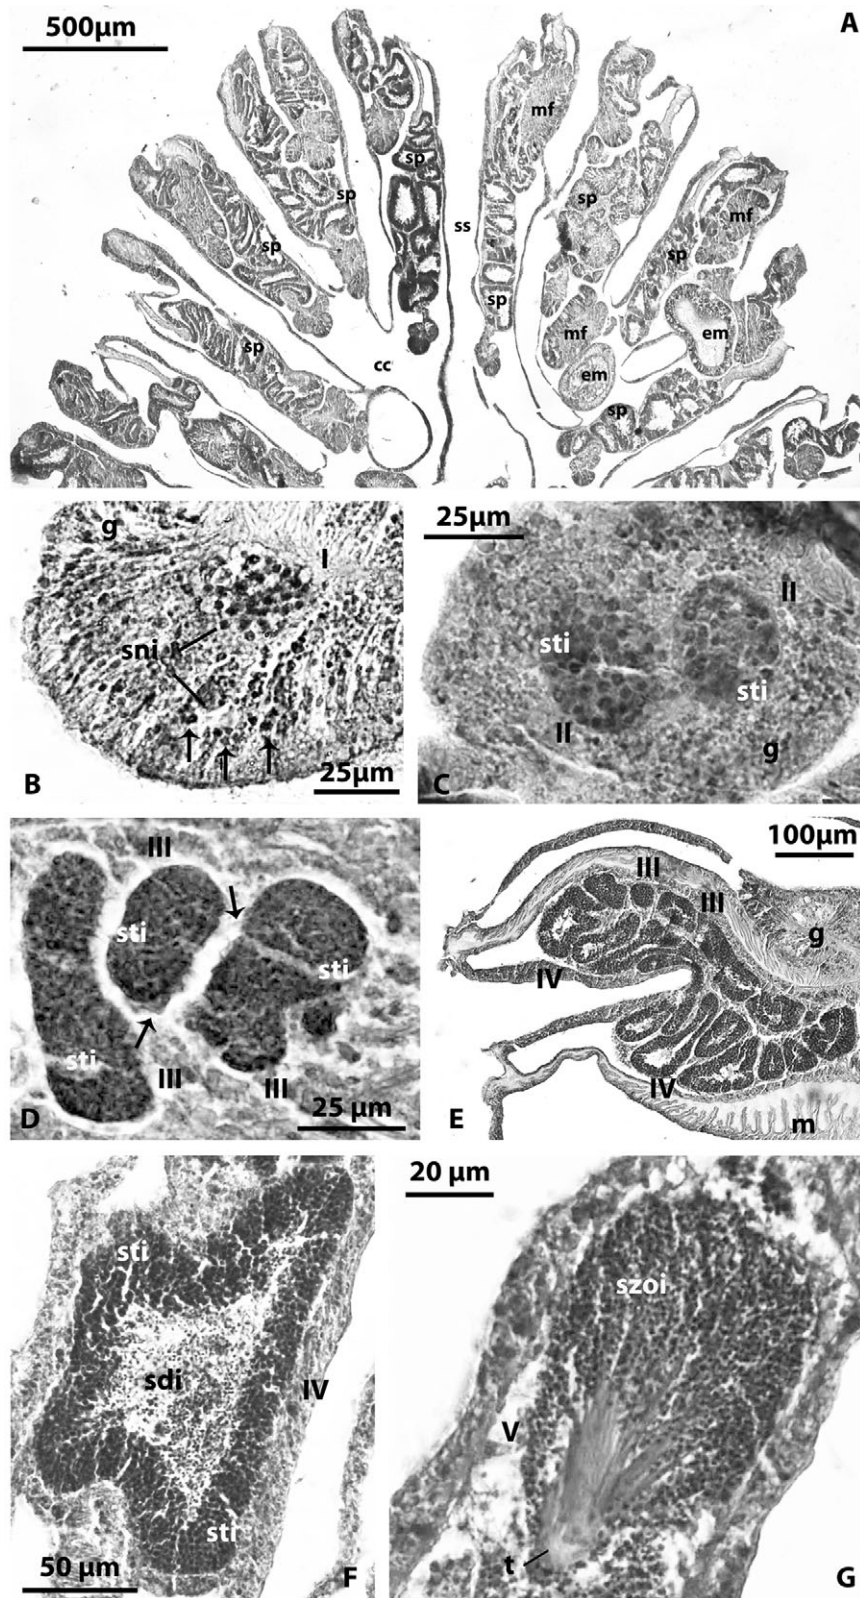 500µm
A
mf
sp
sp
sp
mf
sp
ss
sp
sp
sp
em
sp
mf
cc
em
sp
g
I
sni
25µm
B
25µm
II
sti
sti
II
g
C
III
sti
sti
sti
III
III
D
25 µm
100µm
III
III
g
IV
IV
E
m
sti
sdi
IV
sti
50 µm
F
20 µm
szoi
V
t
G